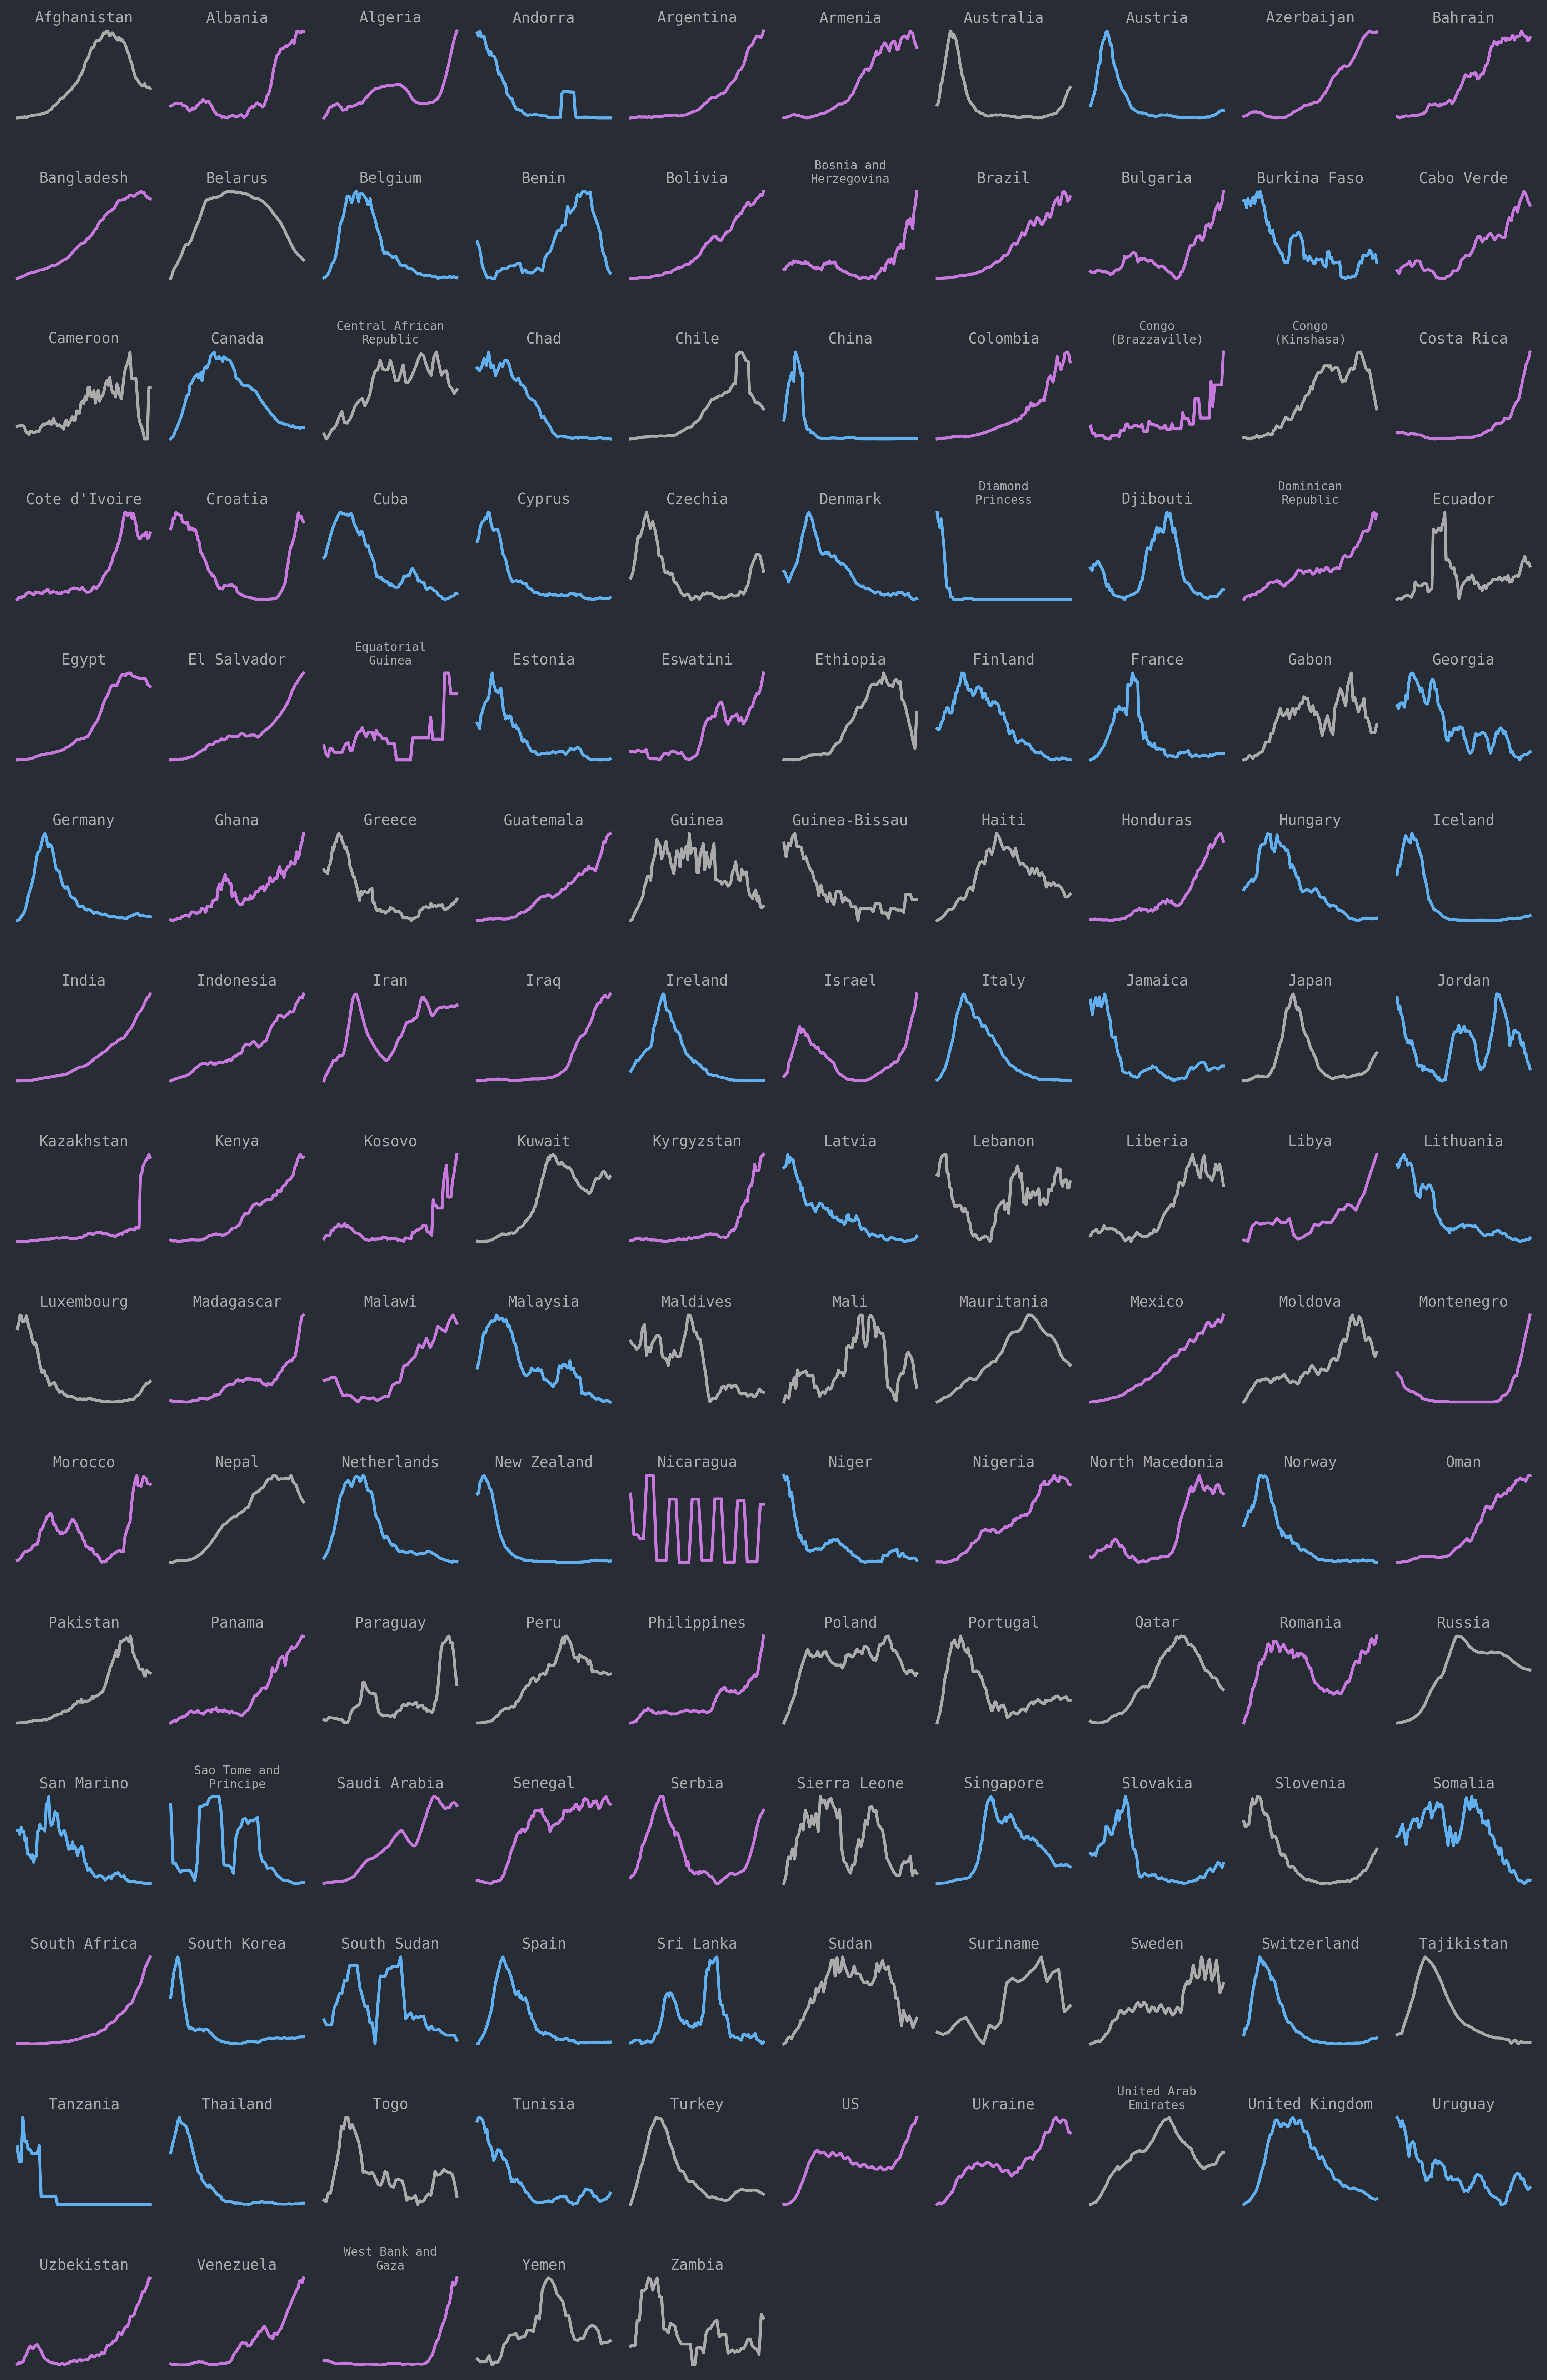 Afghanistan
Albania
Algeria
Andorra
Argentina
Armenia
Australia
Austria
Azerbaijan
Bahrain
Bangladesh
Belarus
Belgium
Benin
Bolivia
Bosnia and
Herzegovina
Brazil
Bulgaria
Burkina Faso
Cabo Verde
Cameroon
Canada
Central African
Republic
Chad
Chile
China
Colombia
Congo
(Brazzaville)
Congo
(Kinshasa)
Costa Rica
Cote d'Ivoire
Croatia
Cuba
Cyprus
Czechia
Denmark
Diamond
Princess
Djibouti
Dominican
Republic
Ecuador
Egypt
El Salvador
Equatorial
Guinea
Estonia
Eswatini
Ethiopia
Finland
France
Gabon
Georgia
Germany
Ghana
Greece
Guatemala
Guinea
Guinea-Bissau
Haiti
Honduras
Hungary
Iceland
India
Indonesia
Iran
Iraq
Ireland
Israel
Italy
Jamaica
Japan
Jordan
Kazakhstan
Kenya
Kosovo
Kuwait
Kyrgyzstan
Latvia
Lebanon
Liberia
Libya
Lithuania
Luxembourg
Madagascar
Malawi
Malaysia
Maldives
Mali
Mauritania
Mexico
Moldova
Montenegro
Morocco
Nepal
Netherlands
New Zealand
Nicaragua
Niger
Nigeria
North Macedonia
Norway
Oman
Pakistan
Panama
Paraguay
Peru
Philippines
Poland
Portugal
Qatar
Romania
Russia
San Marino
Sao Tome and
Principe
Saudi Arabia
Senegal
Serbia
Sierra Leone
Singapore
Slovakia
Slovenia
Somalia
South Africa
South Korea
South Sudan
Spain
Sri Lanka
Sudan
Suriname
Sweden
Switzerland
Tajikistan
Tanzania
Thailand
Togo
Tunisia
Turkey
US
Ukraine
United Arab
Emirates
United Kingdom
Uruguay
Uzbekistan
Venezuela
West Bank and
Gaza
Yemen
Zambia